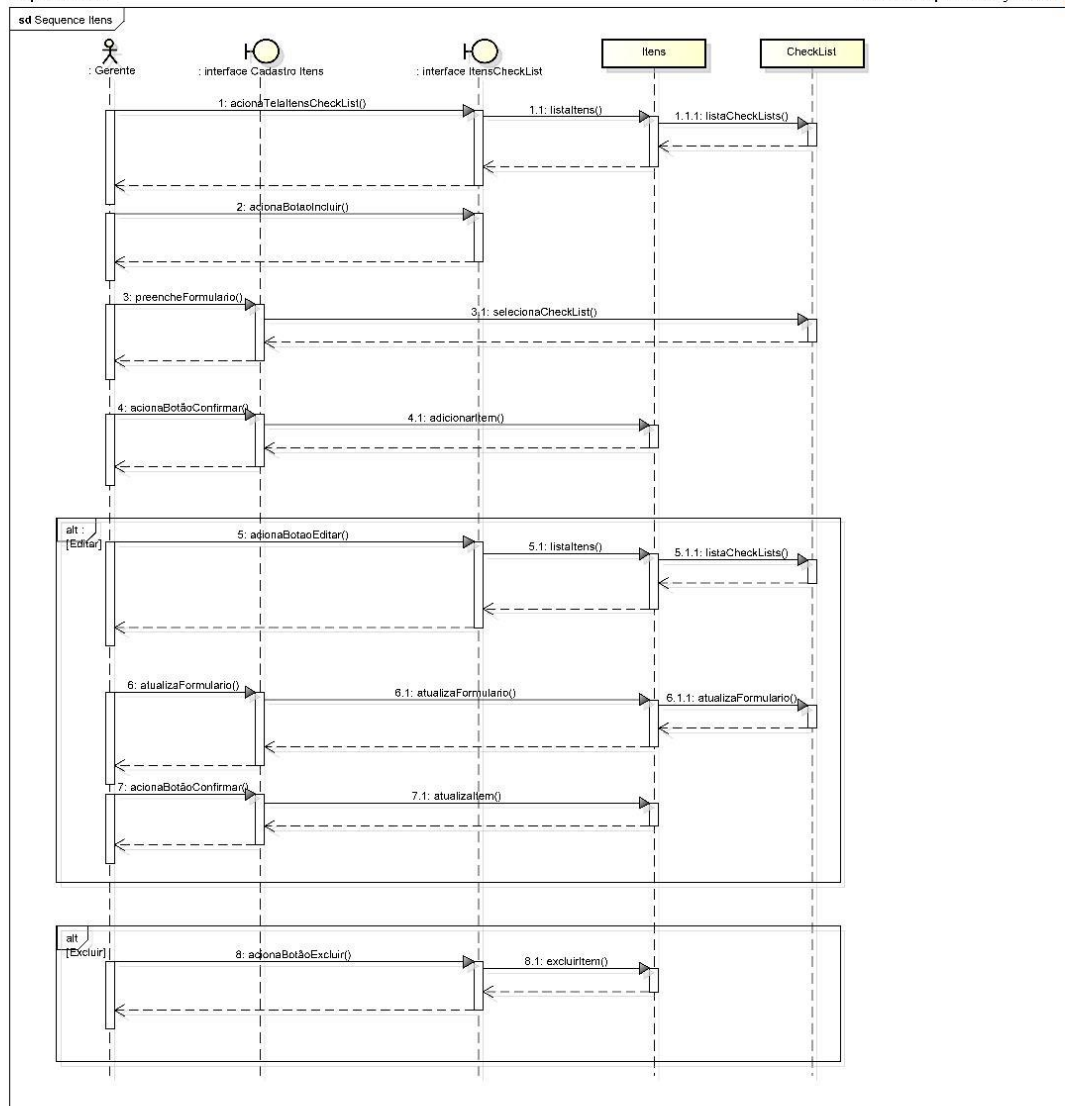 sd Sequence Itens
: Gerente
: interface Cadastro Itens
: interface ItensCheckList
Itens
CheckList
1: acionaTelaItensCheckList()
1.1: listaItens()
1.1.1: listaCheckLists()
2: acionaBotaoIncluir()
3: preencheFormulario()
3.1: selecionaCheckList()
4: acionaBotãoConfirmar()
4.1: adicionarItem()
alt :
[Editar]
5: acionaBotaoEditar()
5.1: listaItens()
5.1.1: listaCheckLists()
6: atualizaFormulario()
6.1: atualizaFormulario()
6.1.1: atualizaFormulario()
7: acionaBotãoConfirmar()
7.1: atualizaItem()
alt
[Excluir]
8: acionaBotãoExcluir()
8.1: excluirItem()